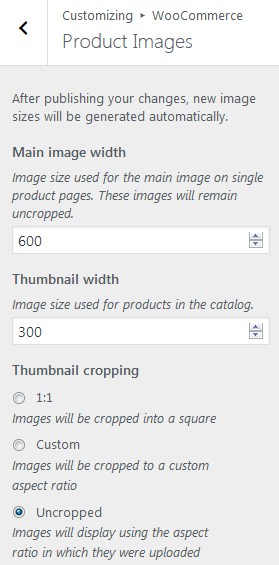 Customizing ▸ WooCommerce
Product Images
After publishing your changes, new image
sizes will be generated automatically.
Main image width
Image size used for the main image on single
product pages. These images will remain
uncropped.
600
Thumbnail width
Image size used for products in the catalog.
300
Thumbnail cropping
1:1
Images will be cropped into a square
Custom
Images will be cropped to a custom
aspect ratio
Uncropped
Images will display using the aspect
ratio in which they were uploaded